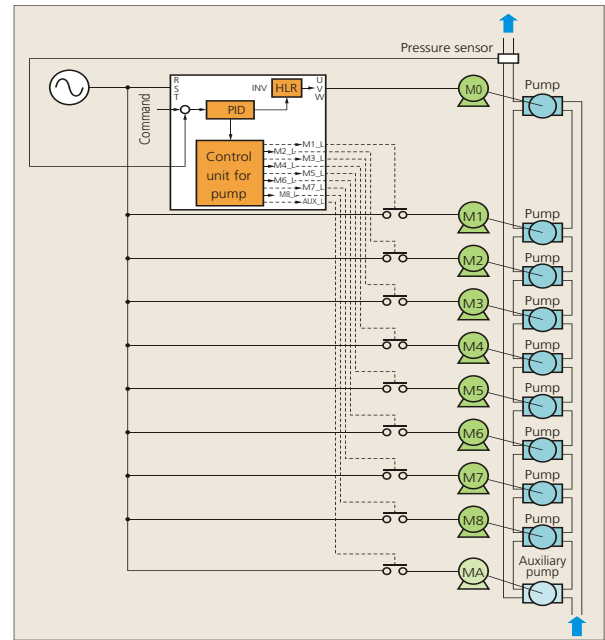 Pressure sensor
R
S
T
INV
HLR
U
V
W
M0
Pump
Command
PID
Control
unit for
pump
M1_L
M2_L
M3_L
M4_L
M5_L
M6_L
M7_L
M8_L
AUX_L
M1
Pump
M2
Pump
M3
Pump
M4
Pump
M5
Pump
M6
Pump
M7
Pump
M8
Pump
MA
Auxiliary
pump